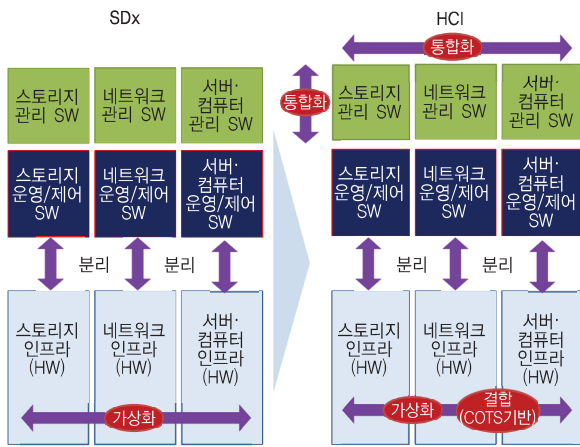 SDx
HCI
통합화
통합화
스토리지
관리 SW
네트워크
관리 SW
서버·
컴퓨터
관리 SW
스토리지
관리 SW
네트워크
관리 SW
서버·
컴퓨터
관리 SW
스토리지
운영/제어
SW
네트워크
운영/제어
SW
서버·
컴퓨터
운영/제어
SW
스토리지
운영/제어
SW
네트워크
운영/제어
SW
서버·
컴퓨터
운영/제어
SW
분리
분리
분리
분리
스토리지
인프라
(HW)
네트워크
인프라
(HW)
서버·
컴퓨터
인프라
(HW)
스토리지
인프라
(HW)
네트워크
인프라
(HW)
서버·
컴퓨터
인프라
(HW)
가상화
가상화
결합
(COTS기반)